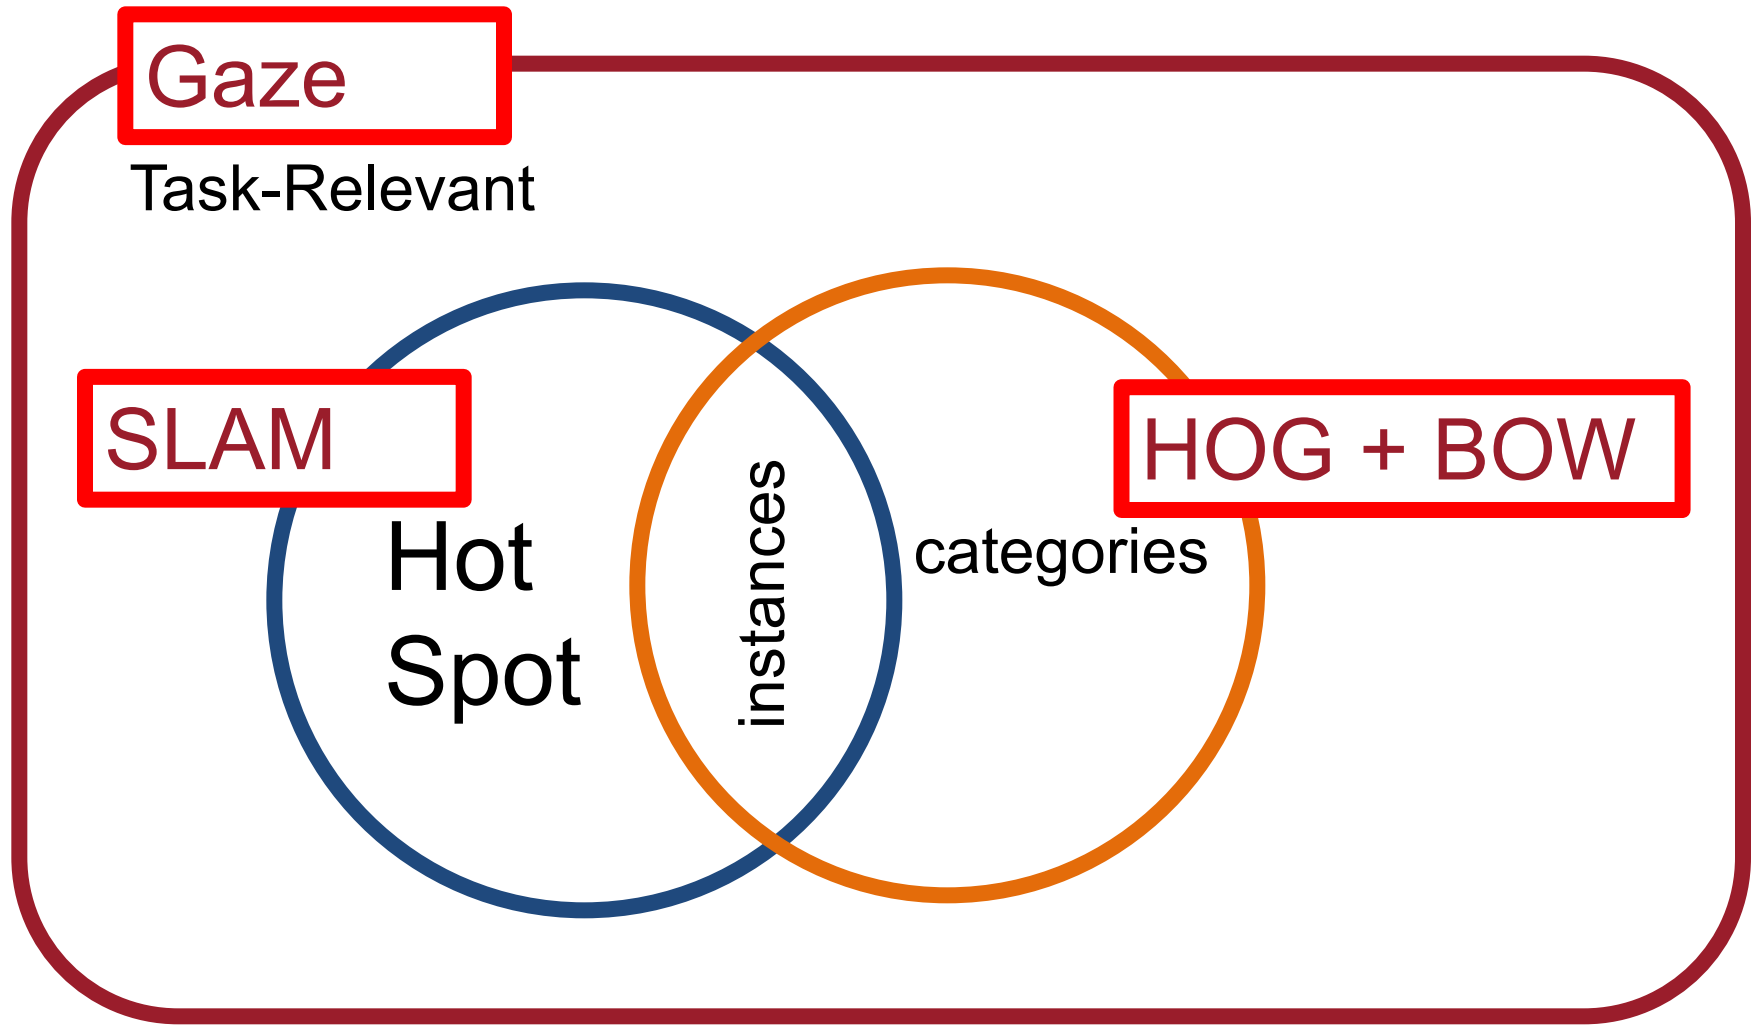 Gaze
Task-Relevant
SLAM
HOG + BOW
Hot
Spot
instances
categories